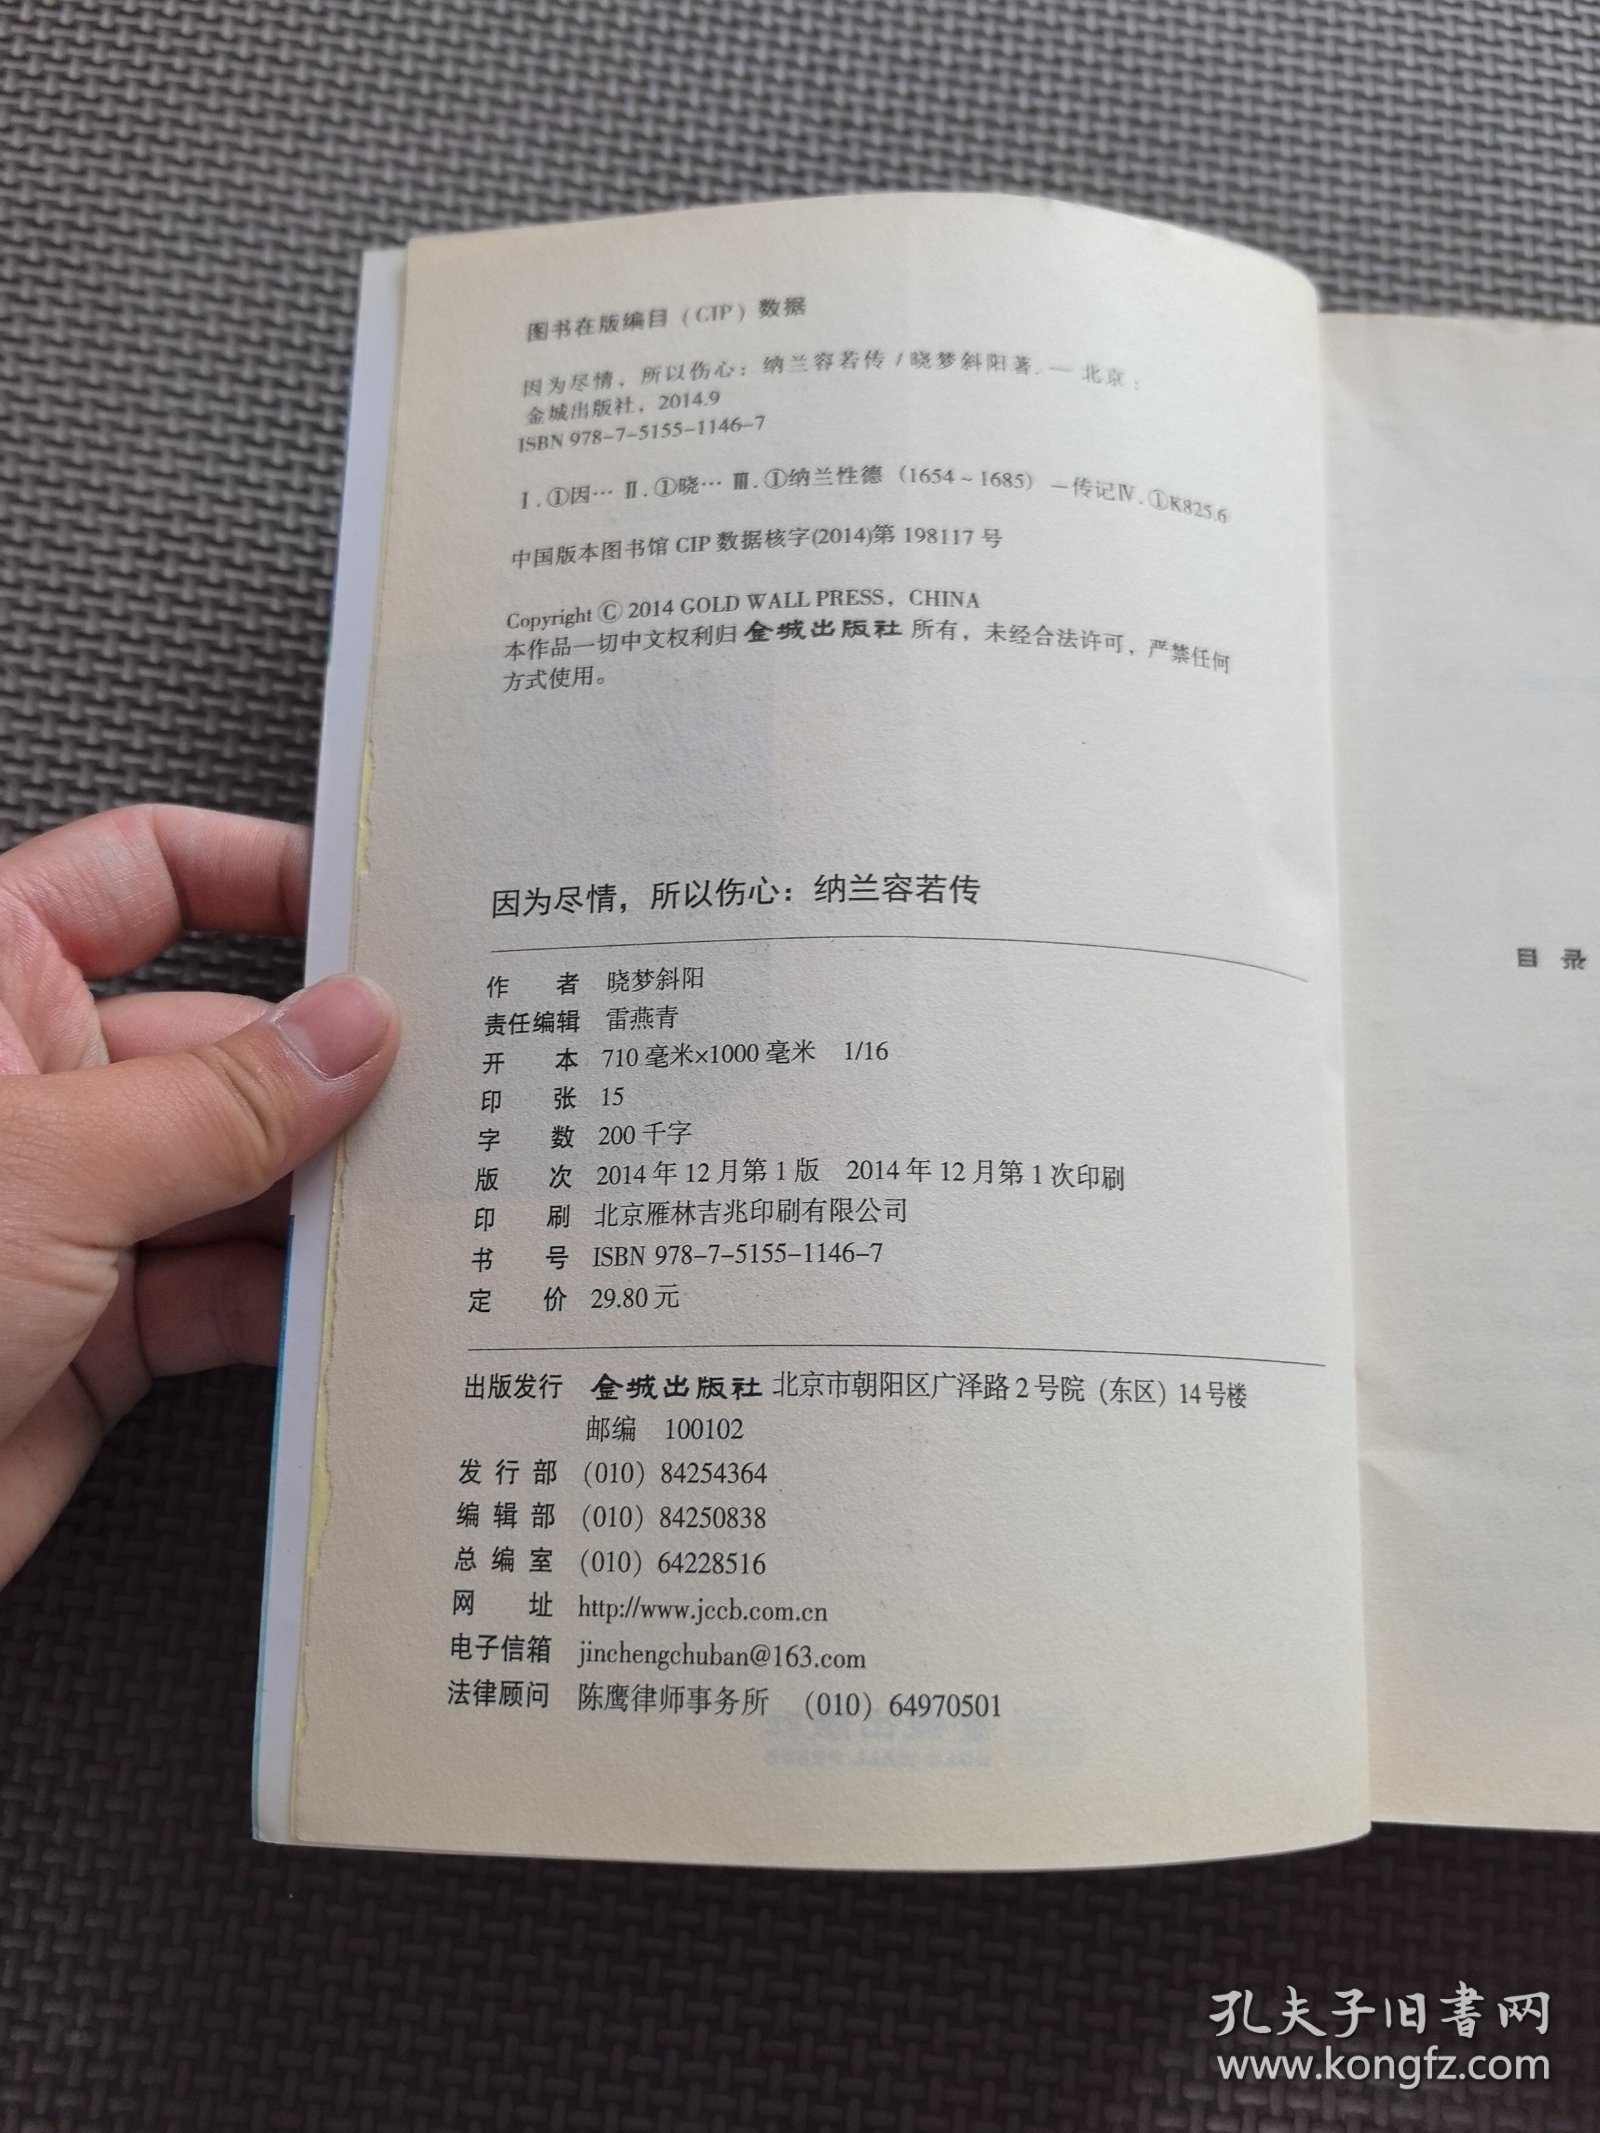 图书在版编目（CIP）数据
因为尽情，所以伤心：纳兰容若传 / 晓梦斜阳著. — 北京：
金城出版社，2014.9
ISBN 978-7-5155-1146-7
Ⅰ.①因… Ⅱ.①晓… Ⅲ.①纳兰性德（1654～1685）—传记Ⅳ.①K825.6
中国版本图书馆 CIP 数据核字(2014)第 198117 号
Copyright © 2014 GOLD WALL PRESS，CHINA
本作品一切中文权利归 金城出版社 所有，未经合法许可，严禁任何
方式使用。
因为尽情，所以伤心：纳兰容若传
作 者 晓梦斜阳
责任编辑 雷燕青
开 本 710 毫米×1000 毫米 1/16
印 张 15
字 数 200 千字
版 次 2014 年 12 月第 1 版 2014 年 12 月第 1 次印刷
印 刷 北京雁林吉兆印刷有限公司
书 号 ISBN 978-7-5155-1146-7
定 价 29.80 元
出版发行 金城出版社 北京市朝阳区广泽路 2 号院（东区）14 号楼
邮编 100102
发 行 部 （010）84254364
编 辑 部 （010）84250838
总 编 室 （010）64228516
网 址 http://www.jccb.com.cn
电子信箱 jinchengchuban@163.com
法律顾问 陈鹰律师事务所 （010）64970501
目 录
孔夫子旧書网
www.kongfz.com